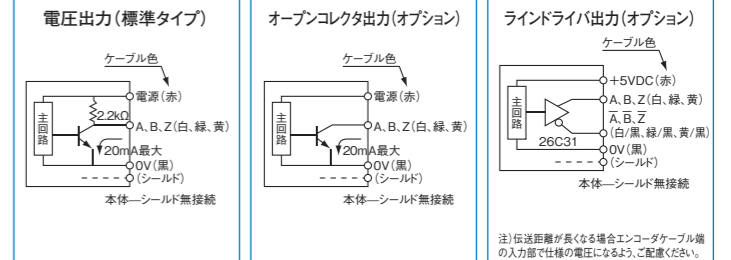 電圧出力(標準タイプ)
ケーブル色
電源(赤)
2.2kΩ
主回路
A、B、Z(白、緑、黄)
20mA最大
0V(黒)
(シールド)
本体―シールド無接続
オープンコレクタ出力(オプション)
ケーブル色
電源(赤)
主回路
A、B、Z(白、緑、黄)
20mA最大
0V(黒)
(シールド)
本体―シールド無接続
ラインドライバ出力(オプション)
ケーブル色
+5VDC(赤)
主回路
A、B、Z(白、緑、黄)
A̅、B̅、Z̅
(白/黒、緑/黒、黄/黒)
26C31
0V(黒)
(シールド)
本体―シールド無接続
注)伝送距離が長くなる場合エンコーダケーブル端
の入力部で仕様の電圧になるよう、ご配慮ください。